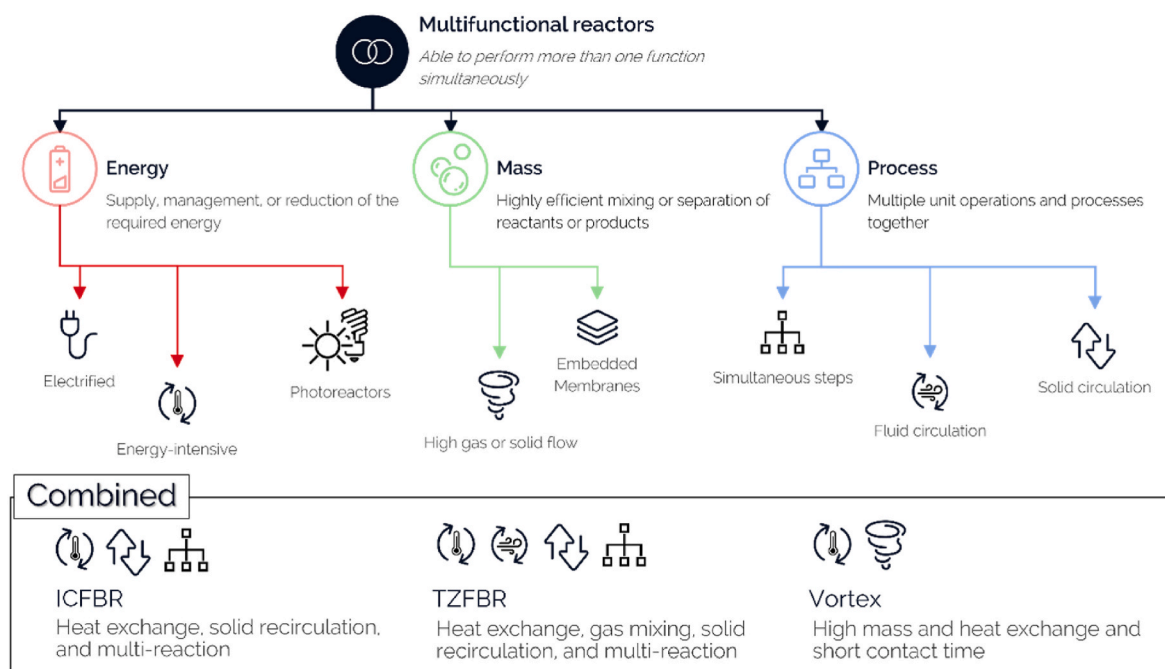 Multifunctional reactors
Able to perform more than one function
simultaneously
Energy
Supply, management, or reduction of the
required energy
Mass
Highly efficient mixing or separation of
reactants or products
Process
Multiple unit operations and processes
together
Electrified
Energy-intensive
Photoreactors
High gas or solid flow
Embedded
Membranes
Simultaneous steps
Fluid circulation
Solid circulation
Combined
ICFBR
Heat exchange, solid recirculation,
and multi-reaction
TZFBR
Heat exchange, gas mixing, solid
recirculation, and multi-reaction
Vortex
High mass and heat exchange and
short contact time